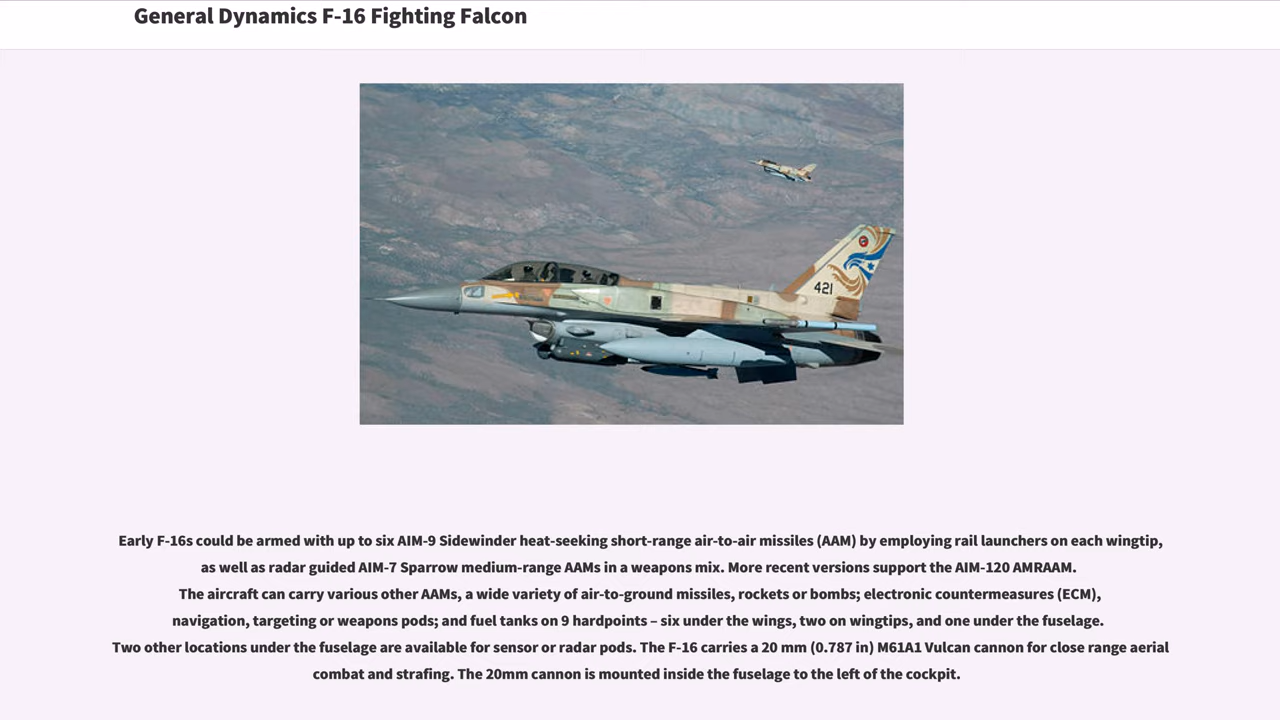 General Dynamics F-16 Fighting Falcon
421
Early F-16s could be armed with up to six AIM-9 Sidewinder heat-seeking short-range air-to-air missiles (AAM) by employing rail launchers on each wingtip,
as well as radar guided AIM-7 Sparrow medium-range AAMs in a weapons mix. More recent versions support the AIM-120 AMRAAM.
The aircraft can carry various other AAMs, a wide variety of air-to-ground missiles, rockets or bombs; electronic countermeasures (ECM),
navigation, targeting or weapons pods; and fuel tanks on 9 hardpoints – six under the wings, two on wingtips, and one under the fuselage.
Two other locations under the fuselage are available for sensor or radar pods. The F-16 carries a 20 mm (0.787 in) M61A1 Vulcan cannon for close range aerial
combat and strafing. The 20mm cannon is mounted inside the fuselage to the left of the cockpit.